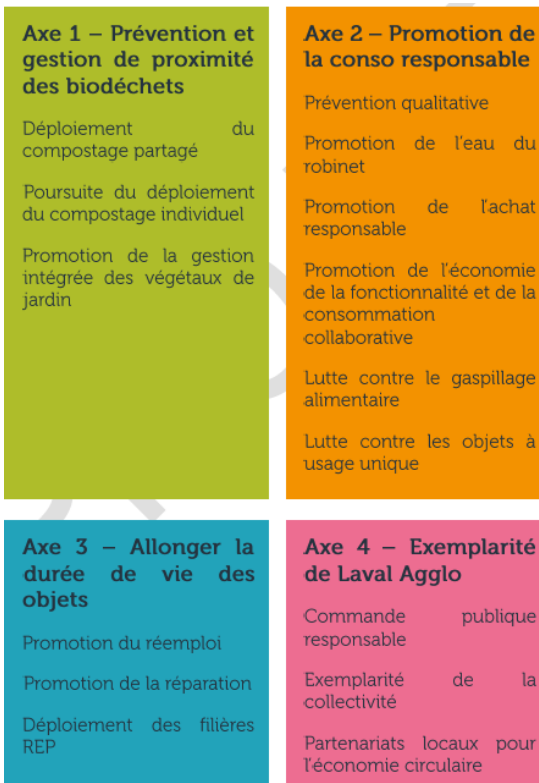 Axe 1 – Prévention et
gestion de proximité
des biodéchets
Déploiement du
compostage partagé
Poursuite du déploiement
du compostage individuel
Promotion de la gestion
intégrée des végétaux de
jardin
Axe 2 – Promotion de
la conso responsable
Prévention qualitative
Promotion de l'eau du
robinet
Promotion de l'achat
responsable
Promotion de l'économie
de la fonctionnalité et de la
consommation
collaborative
Lutte contre le gaspillage
alimentaire
Lutte contre les objets à
usage unique
Axe 3 – Allonger la
durée de vie des
objets
Promotion du réemploi
Promotion de la réparation
Déploiement des filières
REP
Axe 4 – Exemplarité
de Laval Agglo
Commande publique
responsable
Exemplarité de la
collectivité
Partenariats locaux pour
l'économie circulaire